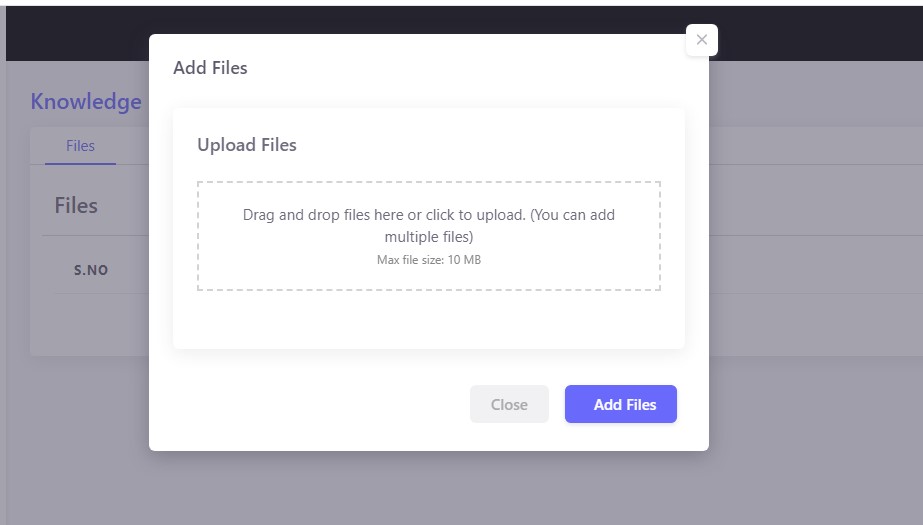 Add Files
Knowledge
Files
Files
S.NO
Upload Files
Drag and drop files here or click to upload. (You can add
multiple files)
Max file size: 10 MB
Close
Add Files